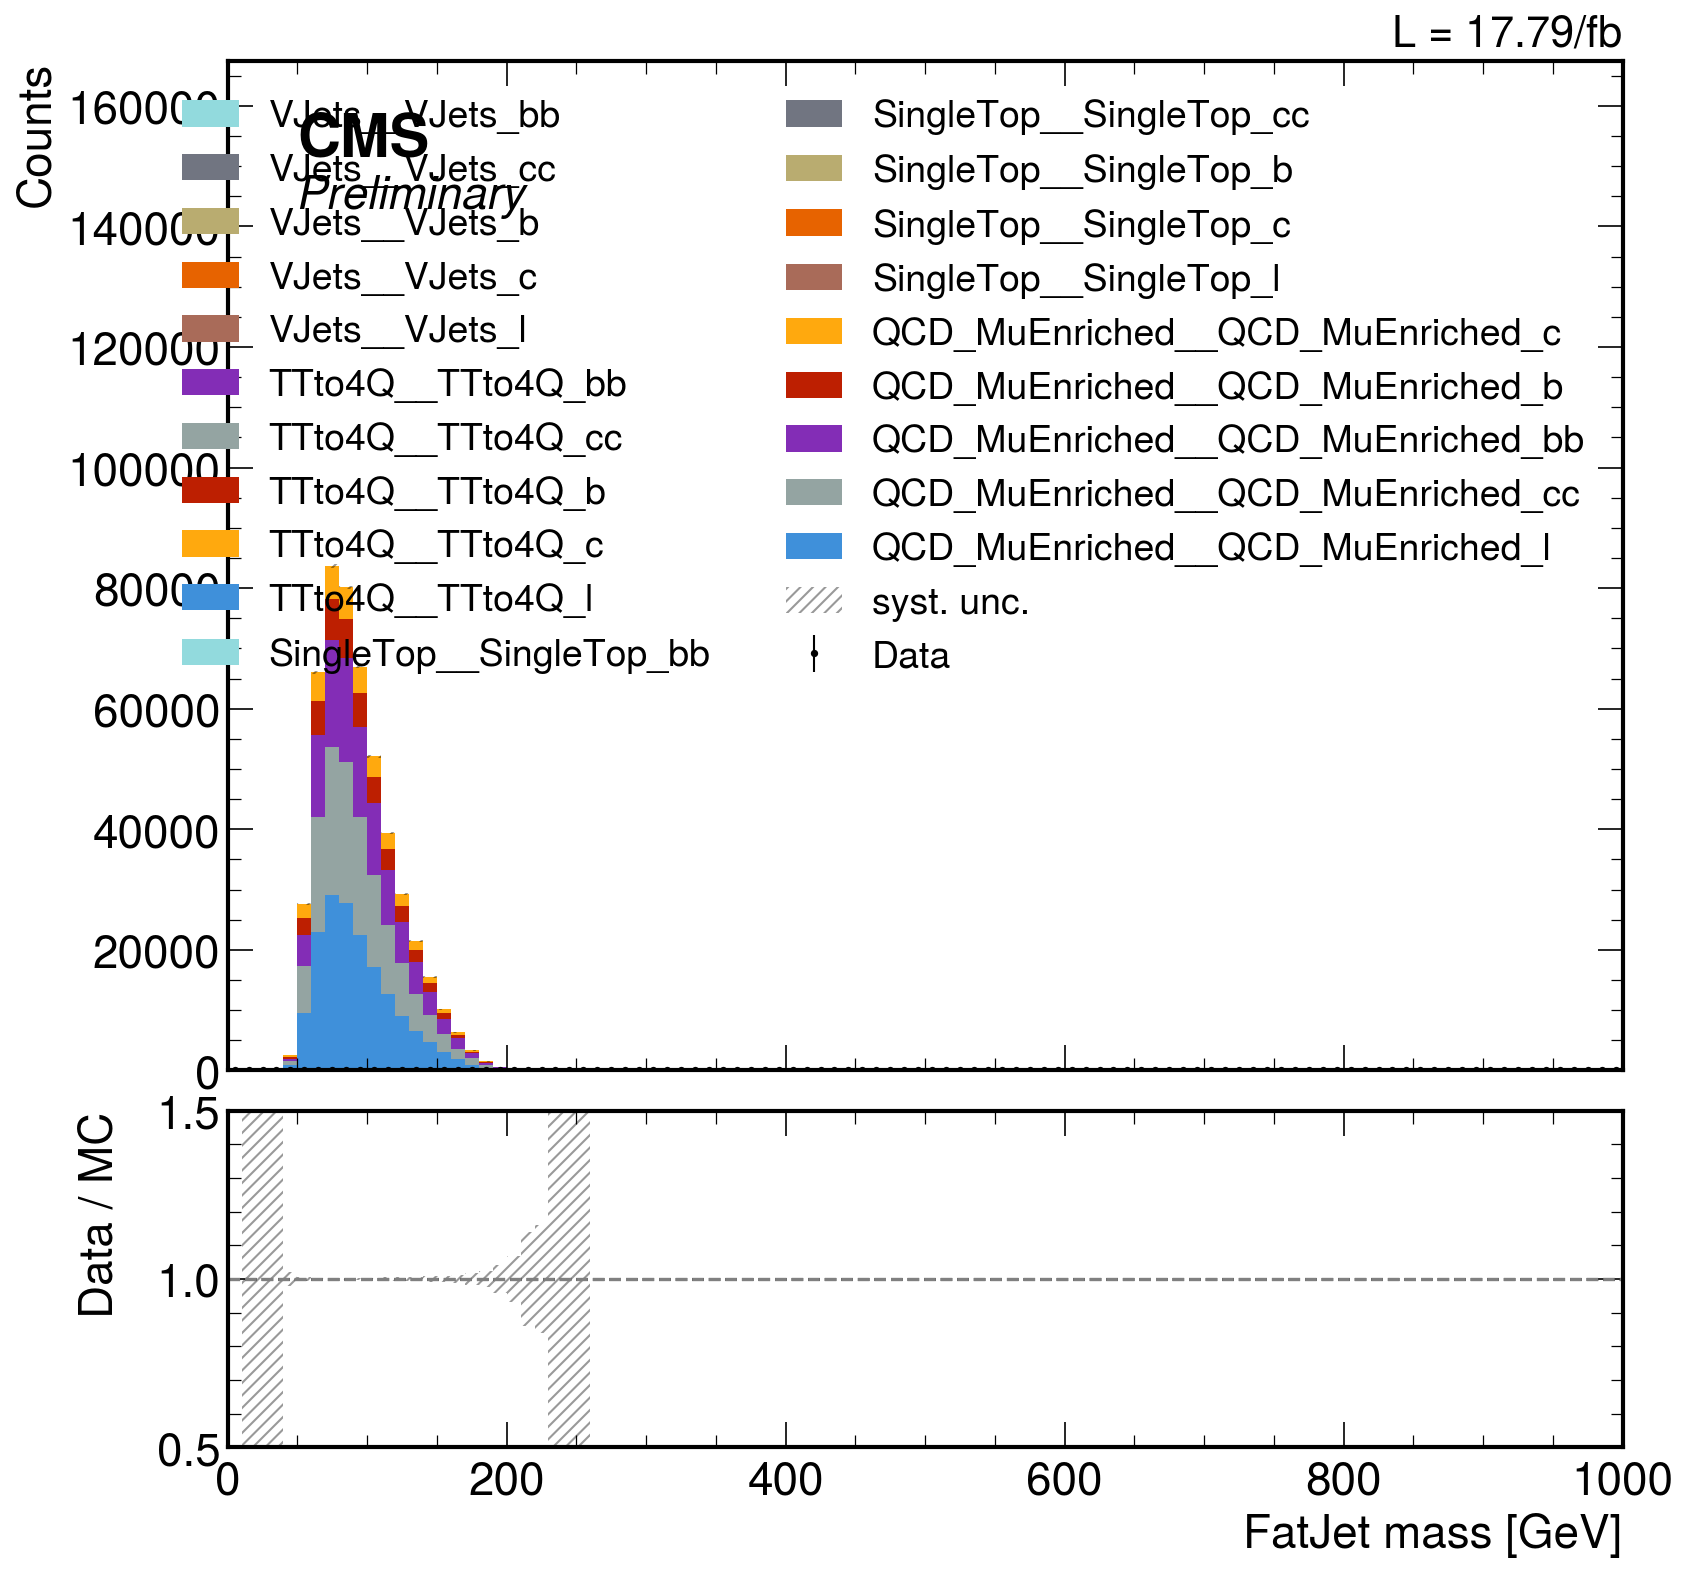 L = 17.79/fb
Counts
CMS
Preliminary
160000
140000
120000
100000
80000
60000
40000
20000
0
VJets__VJets_bb
VJets__VJets_cc
VJets__VJets_b
VJets__VJets_c
VJets__VJets_l
TTto4Q__TTto4Q_bb
TTto4Q__TTto4Q_cc
TTto4Q__TTto4Q_b
TTto4Q__TTto4Q_c
TTto4Q__TTto4Q_l
SingleTop__SingleTop_bb
SingleTop__SingleTop_cc
SingleTop__SingleTop_b
SingleTop__SingleTop_c
SingleTop__SingleTop_l
QCD_MuEnriched__QCD_MuEnriched_c
QCD_MuEnriched__QCD_MuEnriched_b
QCD_MuEnriched__QCD_MuEnriched_bb
QCD_MuEnriched__QCD_MuEnriched_cc
QCD_MuEnriched__QCD_MuEnriched_l
syst. unc.
Data
Data / MC
1.5
1.0
0.5
0 200 400 600 800 1000
FatJet mass [GeV]